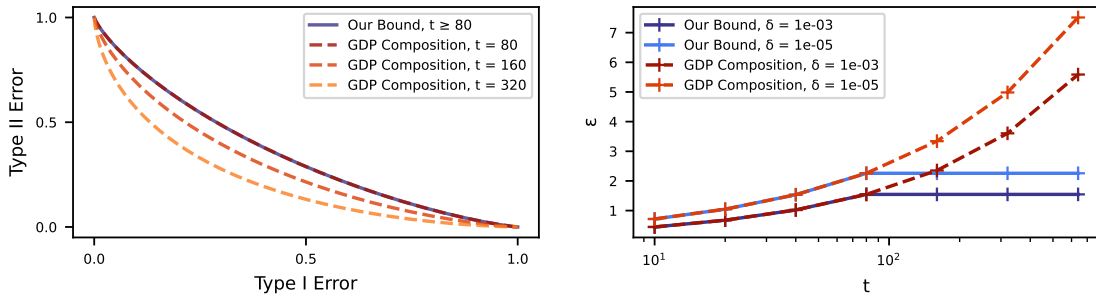 1.0
0.5
0.0
Type II Error
0.0
0.5
1.0
Type I Error
Our Bound, t ≥ 80
GDP Composition, t = 80
GDP Composition, t = 160
GDP Composition, t = 320
7
6
5
4
3
2
1
ε
10¹
10²
t
Our Bound, δ = 1e-03
Our Bound, δ = 1e-05
GDP Composition, δ = 1e-03
GDP Composition, δ = 1e-05